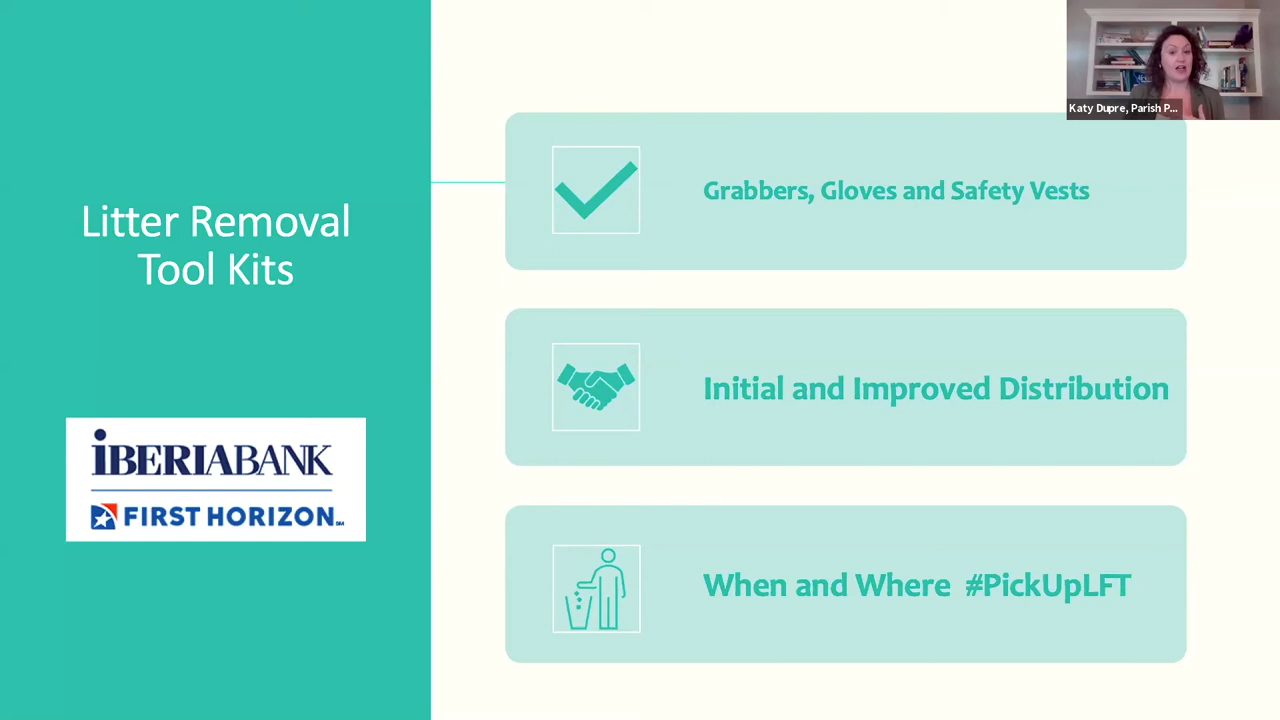 Katy Dupre, Parish P...
Litter Removal
Tool Kits
iBERIABANK
FIRST HORIZON SM
Grabbers, Gloves and Safety Vests
Initial and Improved Distribution
When and Where #PickUpLFT